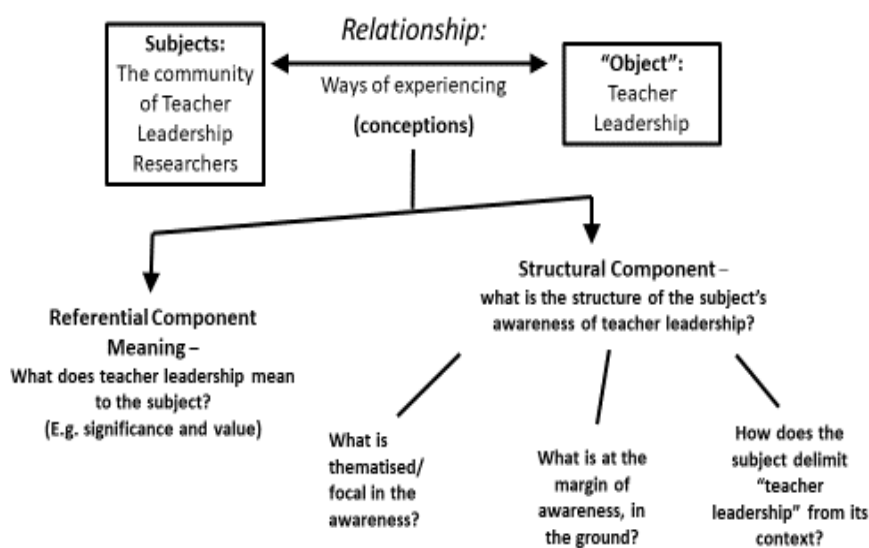 Relationship:
Subjects:
The community
of Teacher
Leadership
Researchers
Ways of experiencing
(conceptions)
“Object”:
Teacher
Leadership
Referential Component
Meaning –
What does teacher leadership mean
to the subject?
(E.g. significance and value)
Structural Component –
what is the structure of the subject’s
awareness of teacher leadership?
What is
thematised/
focal in the
awareness?
What is at the
margin of
awareness, in
the ground?
How does the
subject delimit
“teacher
leadership” from its
context?